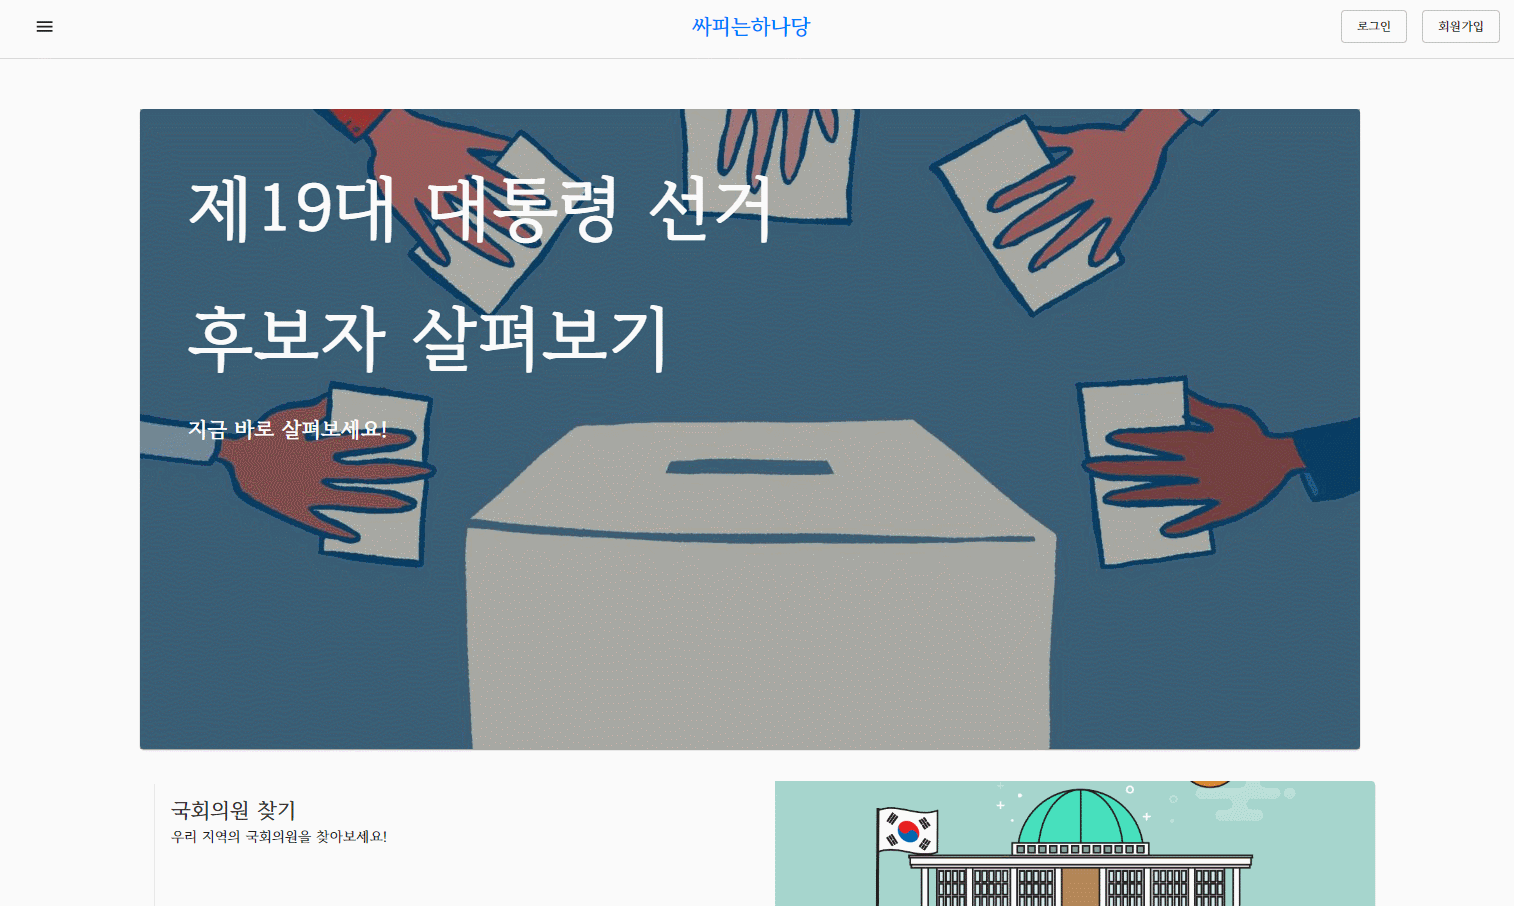 싸피는하나당
로그인
회원가입
제19대 대통령 선거
후보자 살펴보기
지금 바로 살펴보세요!
국회의원 찾기
우리 지역의 국회의원을 찾아보세요!